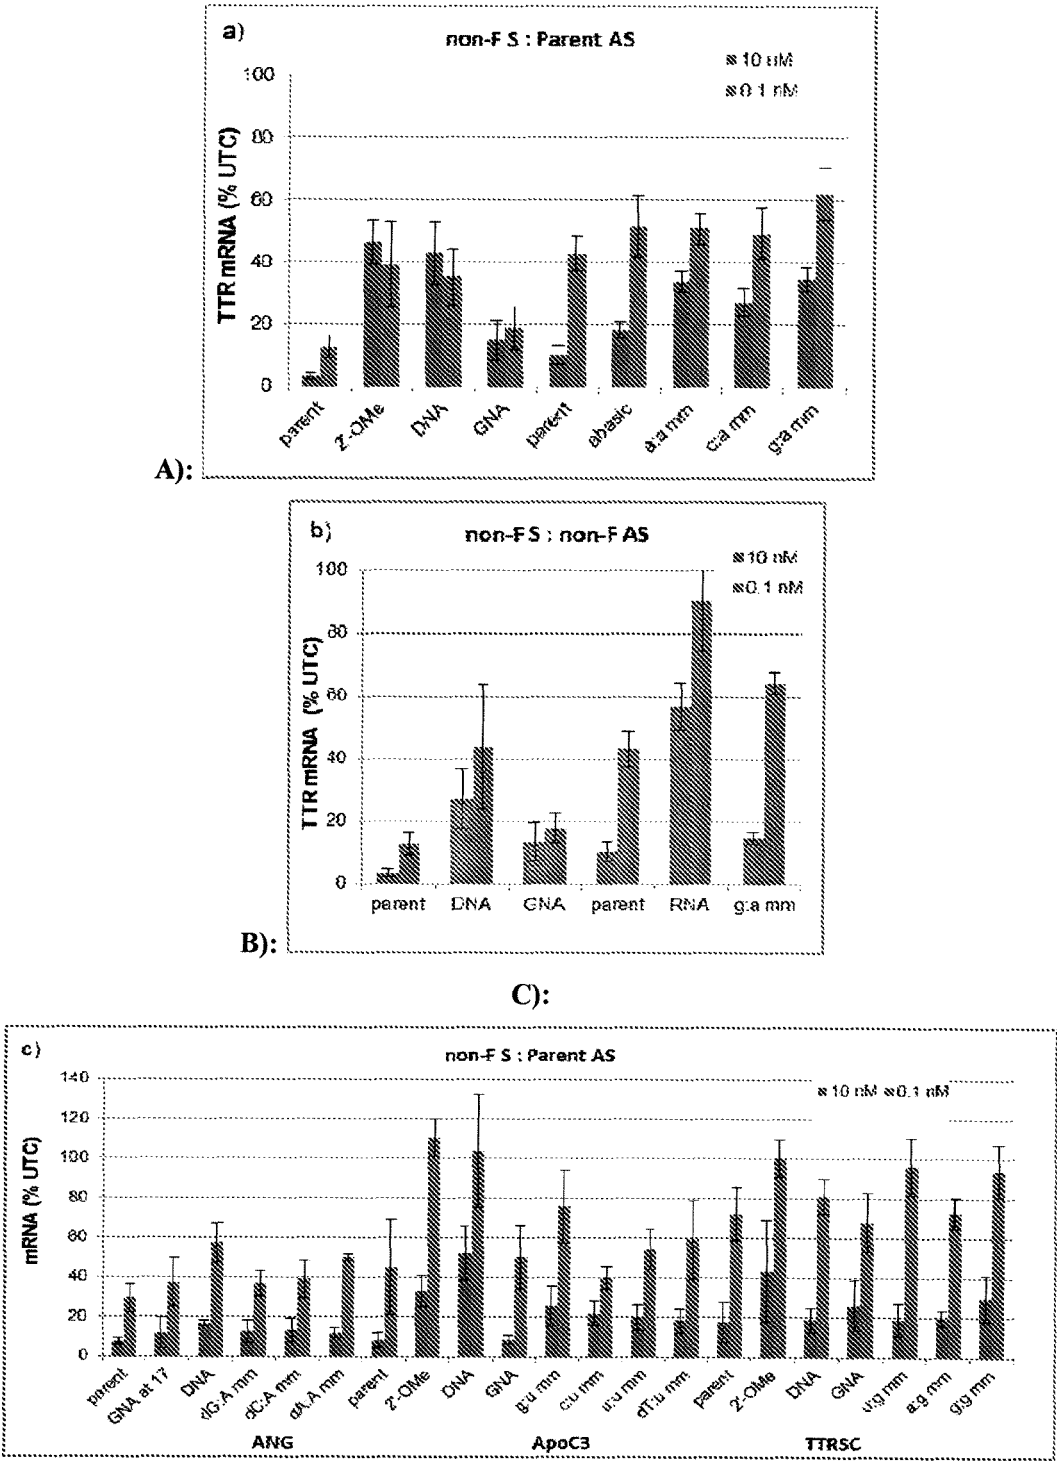 a)
non-F S : Parent AS
10 nM
0.1 nM
TTR mRNA (% UTC)
100
80
60
40
20
0
parent
2'-OMe
DNA
GNA
parent
abasic
a:a mm
c:a mm
g:a mm
A):
b)
non-F S : non-F AS
10 nM
0.1 nM
TTR mRNA (% UTC)
100
80
60
40
20
0
parent DNA GNA parent RNA g:a mm
B):
C):
c)
non-F S : Parent AS
10 nM 0.1 nM
mRNA (% UTC)
140
120
100
80
60
40
20
0
parent
GNA at 17
DNA
dG:A mm
dC:A mm
dA:A mm
parent
2'-OMe
DNA
GNA
g:u mm
c:u mm
u:u mm
dT:u mm
parent
2'-OMe
DNA
GNA
u:g mm
a:g mm
g:g mm
ANG ApoC3 TTRSC